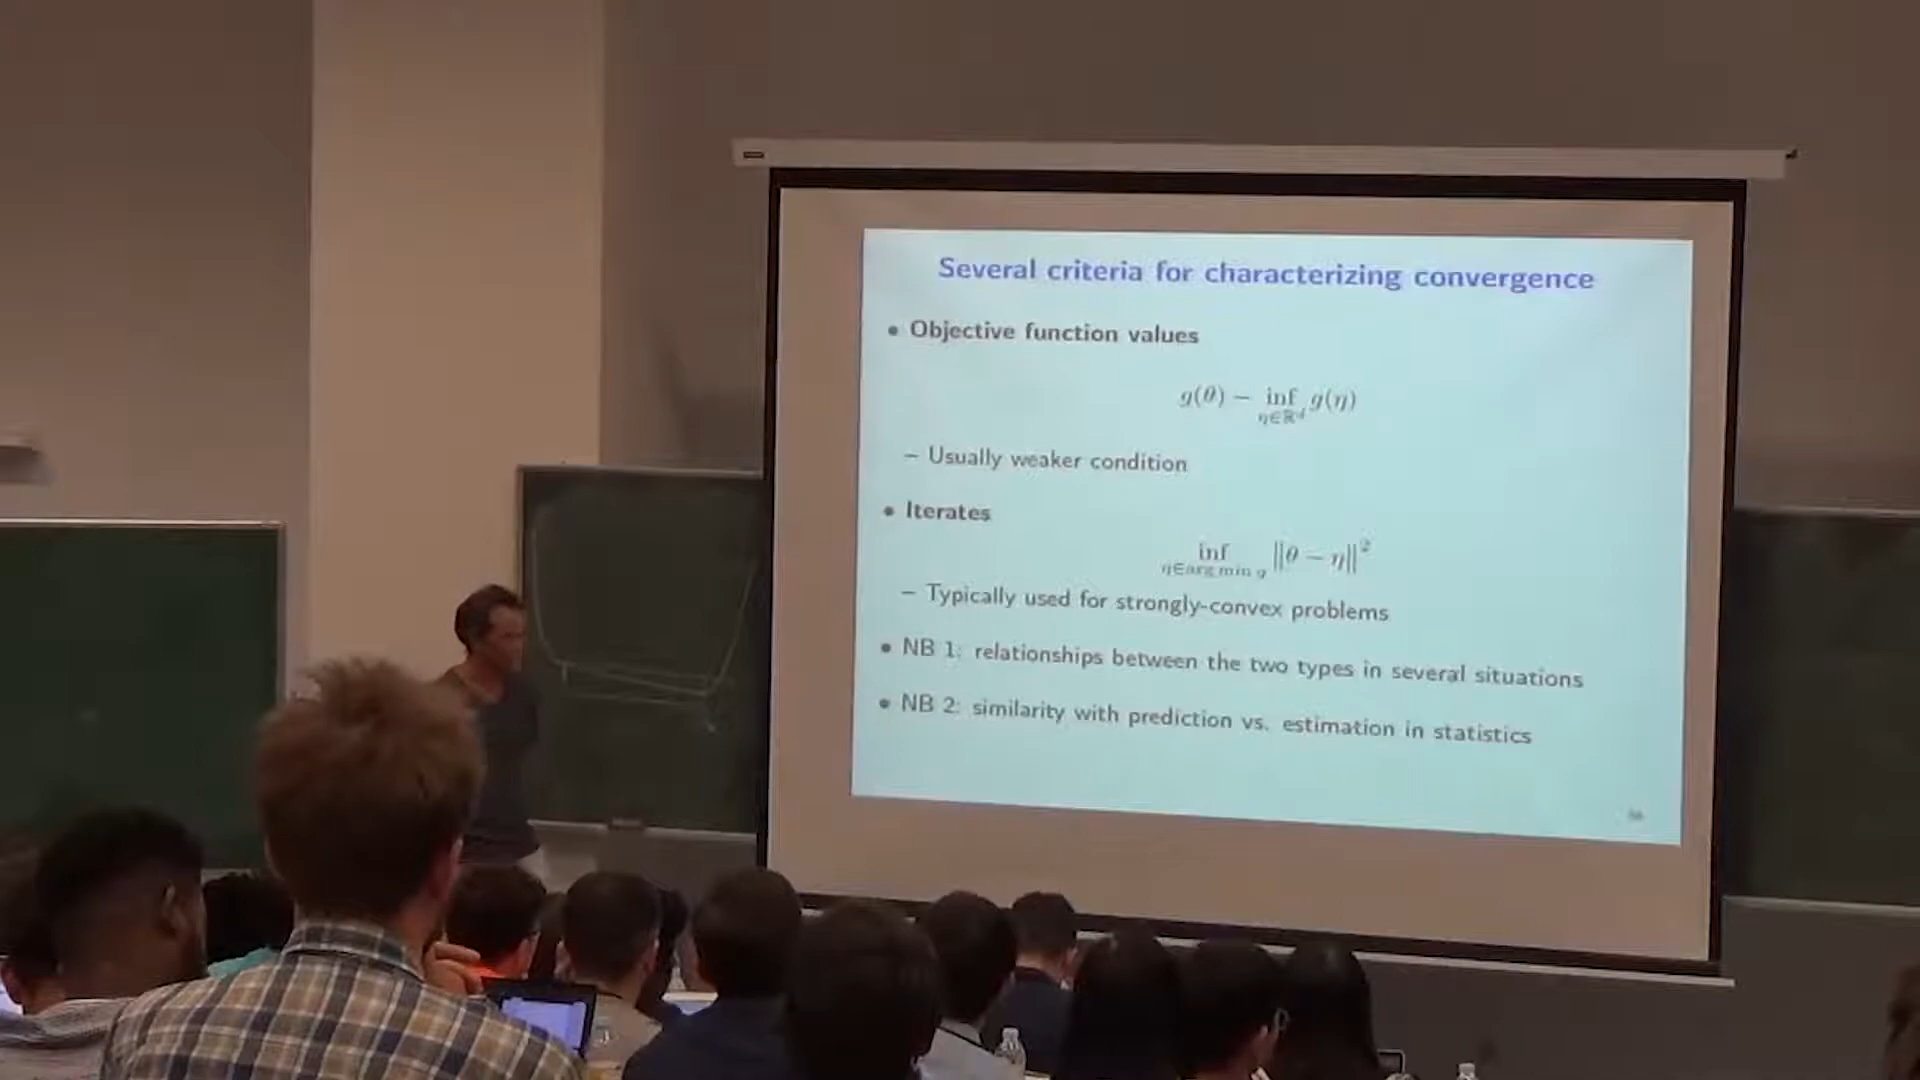 Several criteria for characterizing convergence
• Objective function values
g(θ) − inf g(η)
η∈ℝᵈ
– Usually weaker condition
• Iterates
inf ‖θ − η‖²
η∈arg min g
– Typically used for strongly-convex problems
• NB 1: relationships between the two types in several situations
• NB 2: similarity with prediction vs. estimation in statistics